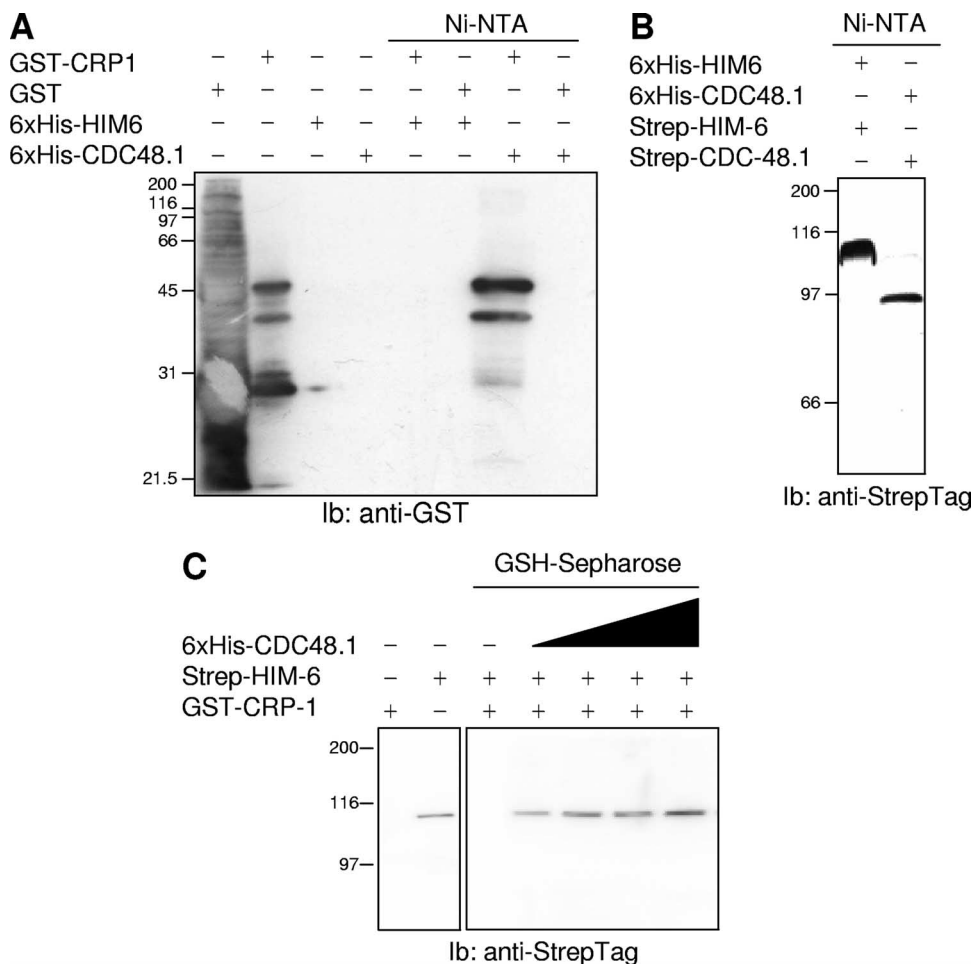 A
Ni-NTA
GST-CRP1 – + – – + – + –
GST + – – – – + – +
6xHis-HIM6 – – + – + + – –
6xHis-CDC48.1 – – – + – – + +
200
116
97
66
45
31
21.5
Ib: anti-GST
B
Ni-NTA
6xHis-HIM6 + –
6xHis-CDC48.1 – +
Strep-HIM-6 + –
Strep-CDC-48.1 – +
200
116
97
66
Ib: anti-StrepTag
C
GSH-Sepharose
6xHis-CDC48.1 – – –
Strep-HIM-6 – + + + + + +
GST-CRP-1 + – + + + + +
200
116
97
Ib: anti-StrepTag